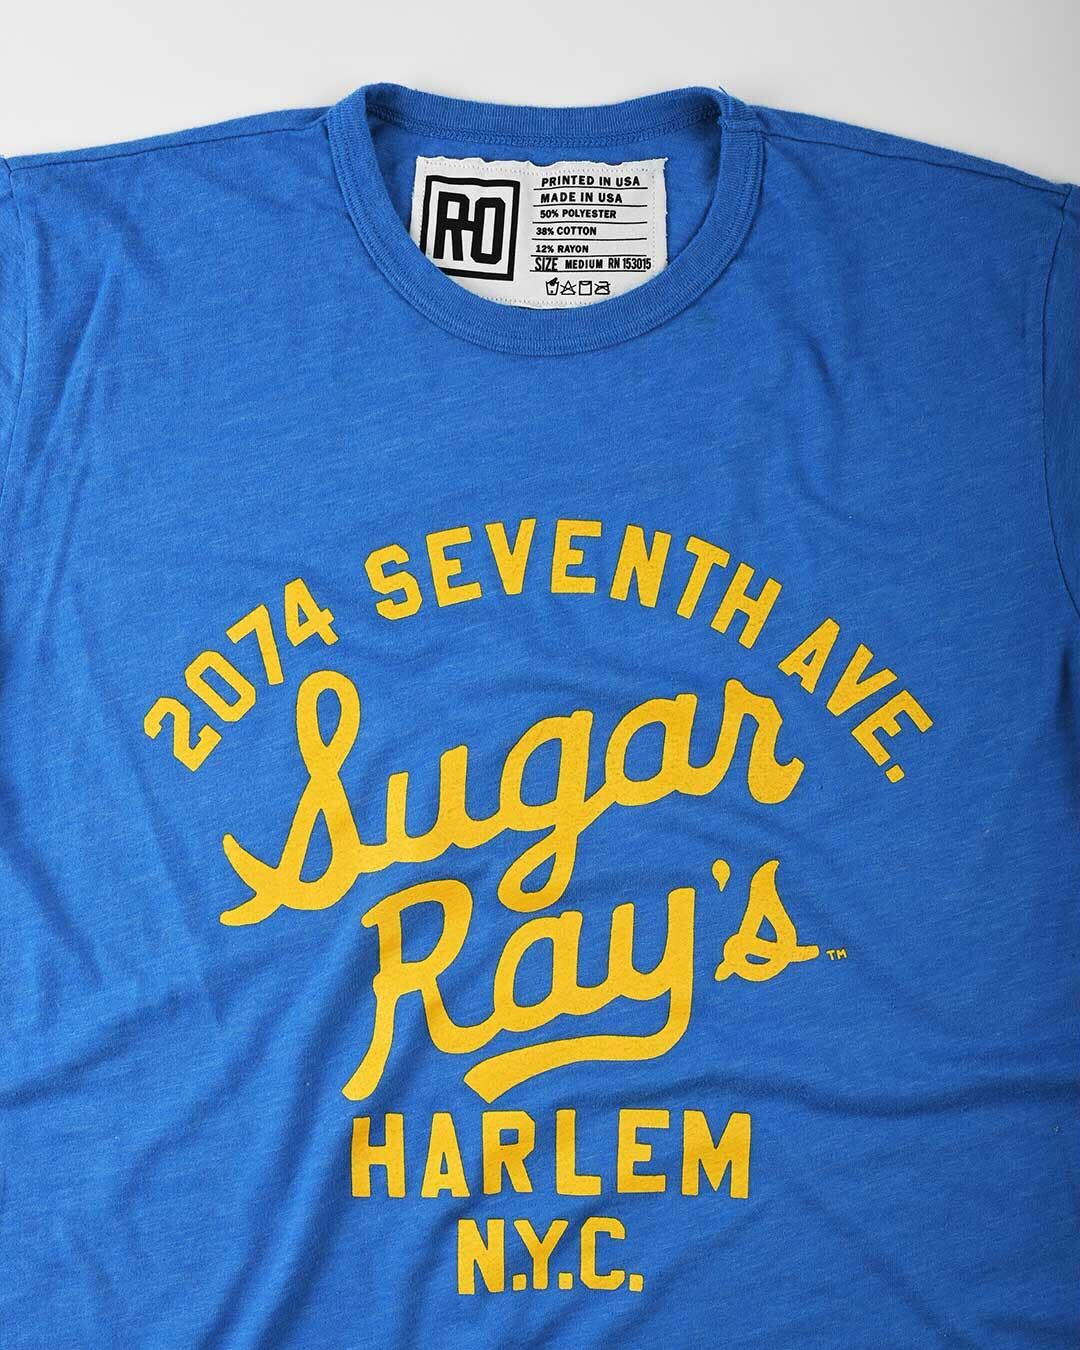 R-O
PRINTED IN USA
MADE IN USA
50% POLYESTER
38% COTTON
12% RAYON
SIZE MEDIUM RN 153015
2074 SEVENTH AVE.
Sugar
Ray's™
HARLEM
N.Y.C.